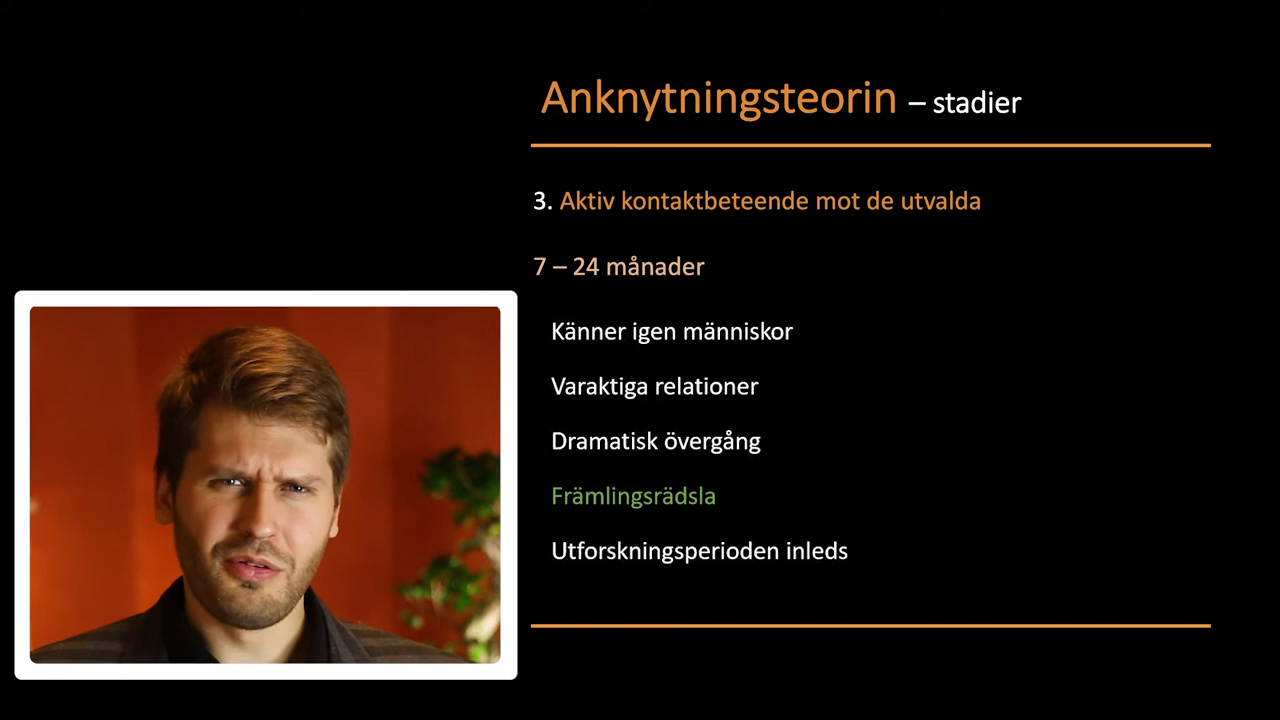 Anknytningsteorin – stadier
3. Aktiv kontaktbeteende mot de utvalda
7 – 24 månader
Känner igen människor
Varaktiga relationer
Dramatisk övergång
Främlingsrädsla
Utforskningsperioden inleds